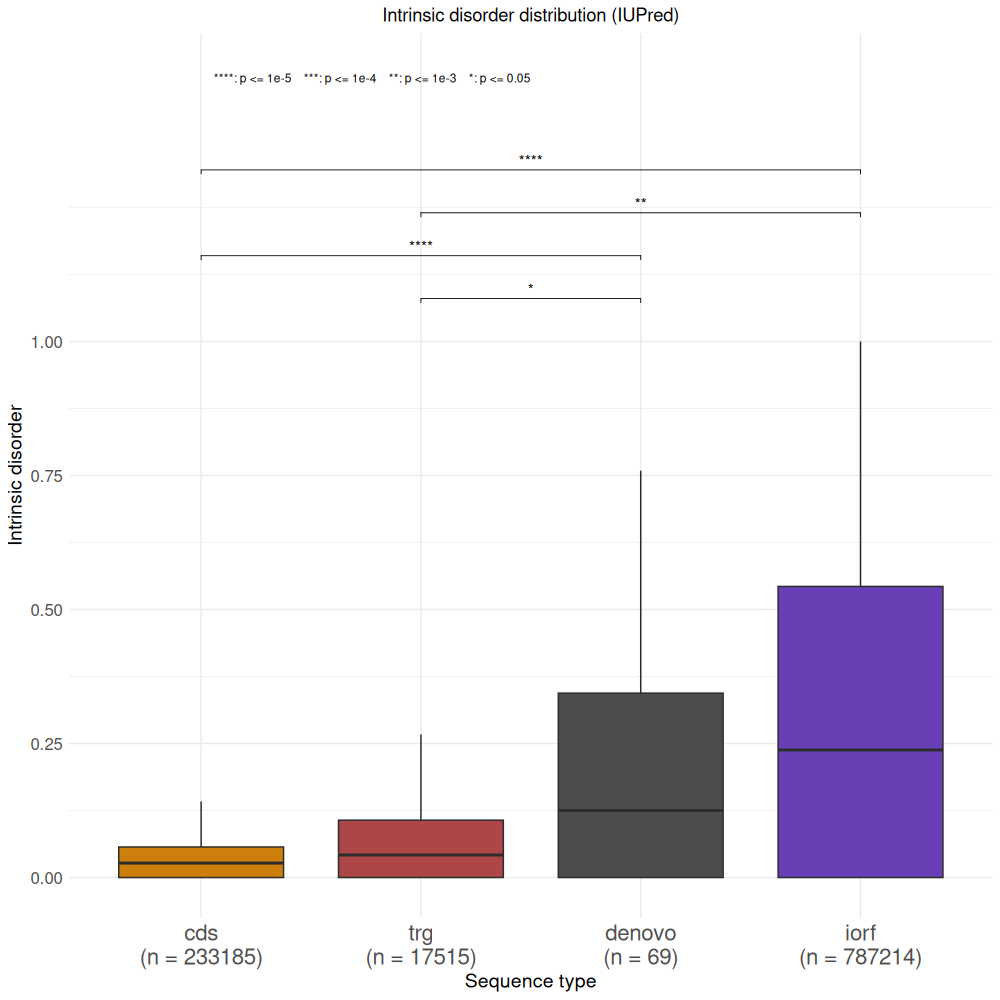 Intrinsic disorder distribution (IUPred)
****: p <= 1e-5   ***: p <= 1e-4   **: p <= 1e-3   *: p <= 0.05
****
**
****
*
1.00
0.75
0.50
0.25
0.00
Intrinsic disorder
cds trg denovo iorf
(n = 233185) (n = 17515) (n = 69) (n = 787214)
Sequence type